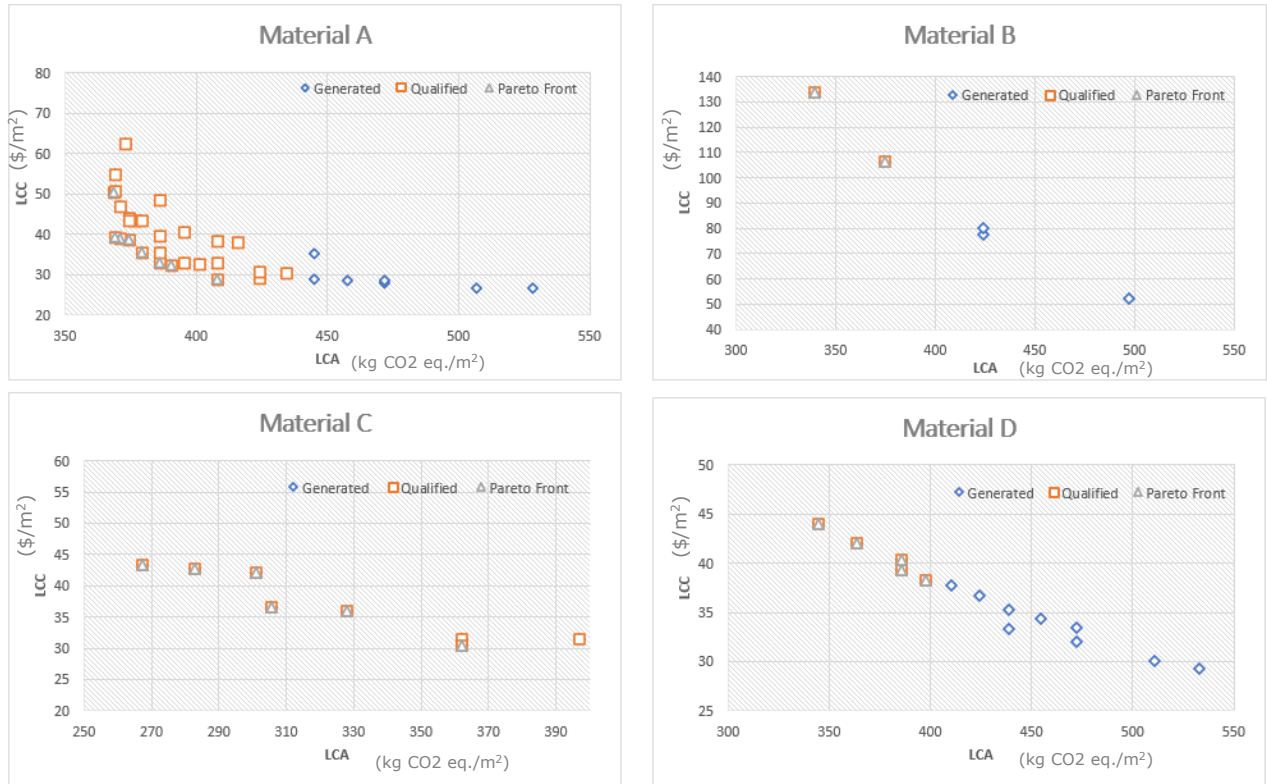 Material A
Generated Qualified Pareto Front
80
70
60
50
40
30
20
LCC ($/m²)
350 400 450 500 550
LCA (kg CO2 eq./m²)
Material B
Generated Qualified Pareto Front
140
130
120
110
100
90
80
70
60
50
40
LCC ($/m²)
300 350 400 450 500 550
LCA (kg CO2 eq./m²)
Material C
Generated Qualified Pareto Front
60
55
50
45
40
35
30
25
20
LCC ($/m²)
250 270 290 310 330 350 370 390
LCA (kg CO2 eq./m²)
Material D
Generated Qualified Pareto Front
50
45
40
35
30
25
LCC ($/m²)
300 350 400 450 500 550
LCA (kg CO2 eq./m²)